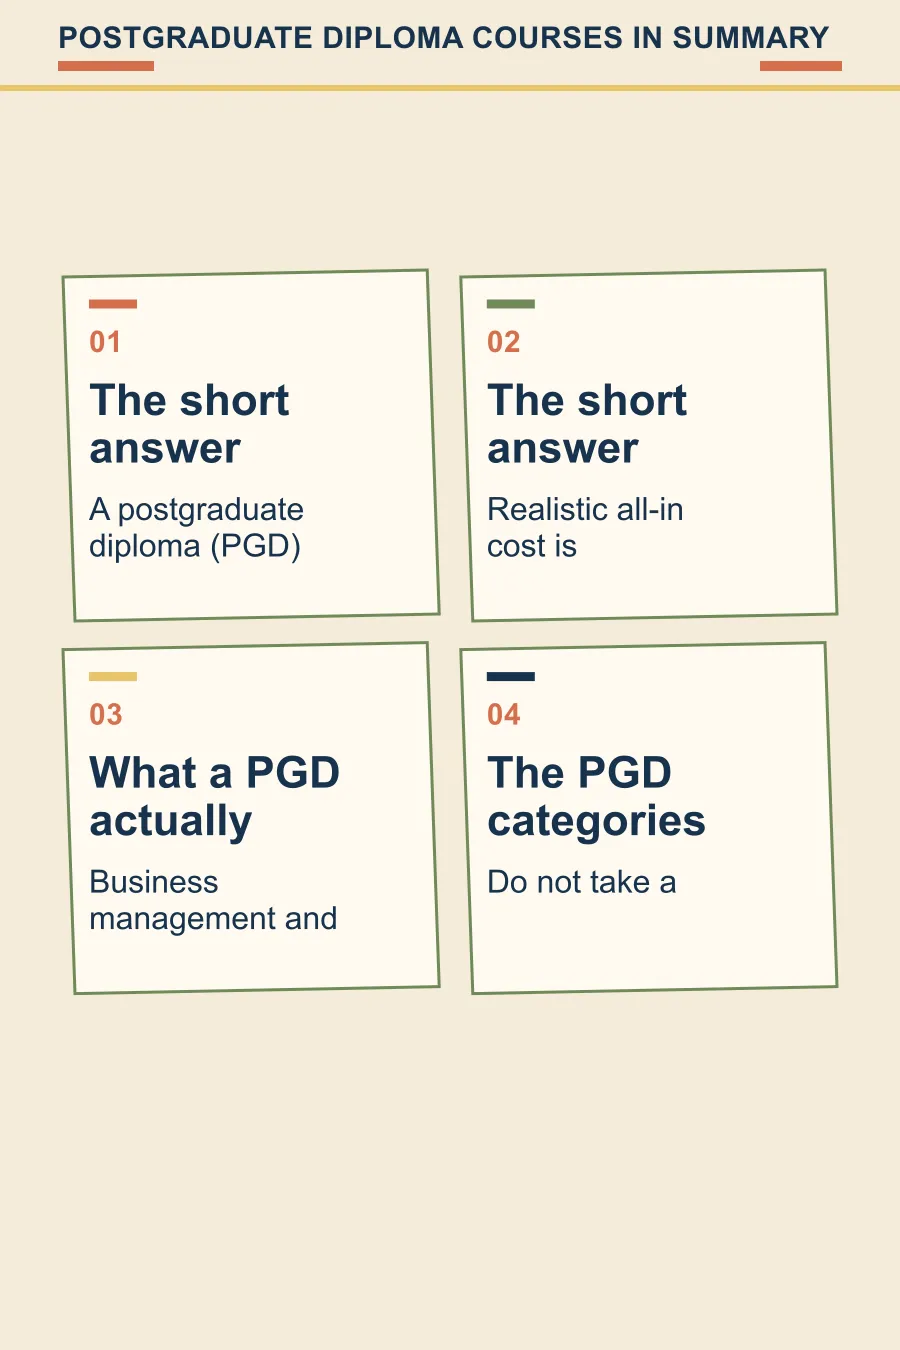 POSTGRADUATE DIPLOMA COURSES IN SUMMARY
01
The short
answer
A postgraduate
diploma (PGD)
02
The short
answer
Realistic all-in
cost is
03
What a PGD
actually
Business
management and
04
The PGD
categories
Do not take a